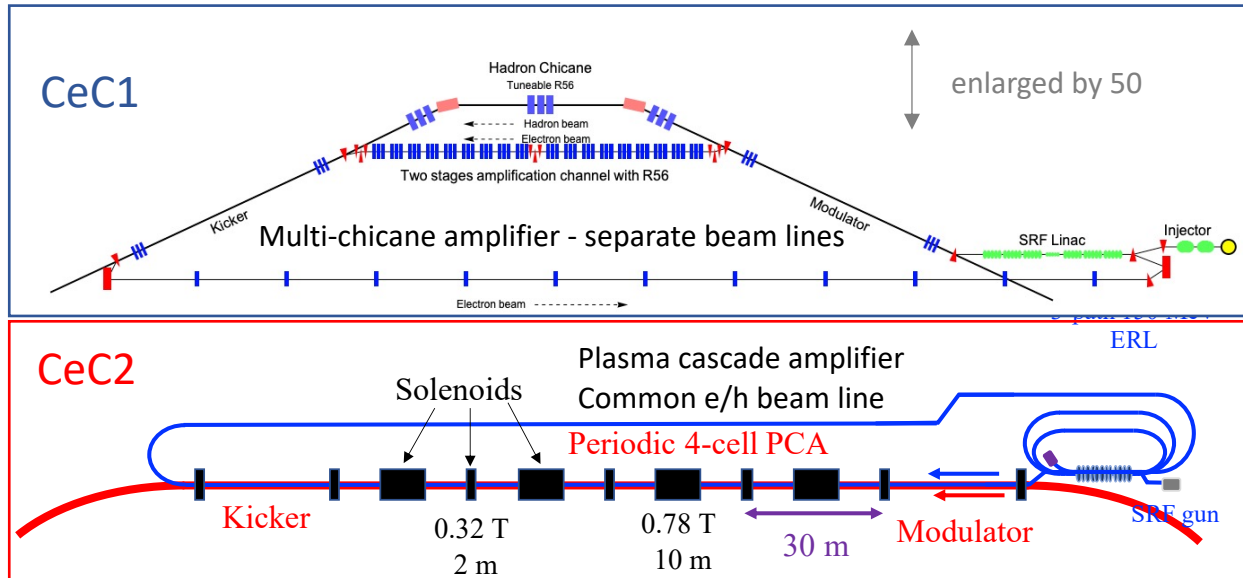 CeC1
Hadron Chicane
Tuneable R56
enlarged by 50
Hadron beam
Electron beam
Two stages amplification channel with R56
Kicker
Modulator
Multi-chicane amplifier - separate beam lines
SRF Linac
Injector
Electron beam
ERL
CeC2
Plasma cascade amplifier
Common e/h beam line
Solenoids
Periodic 4-cell PCA
Kicker
0.32 T
2 m
0.78 T
10 m
30 m
Modulator
SRF gun